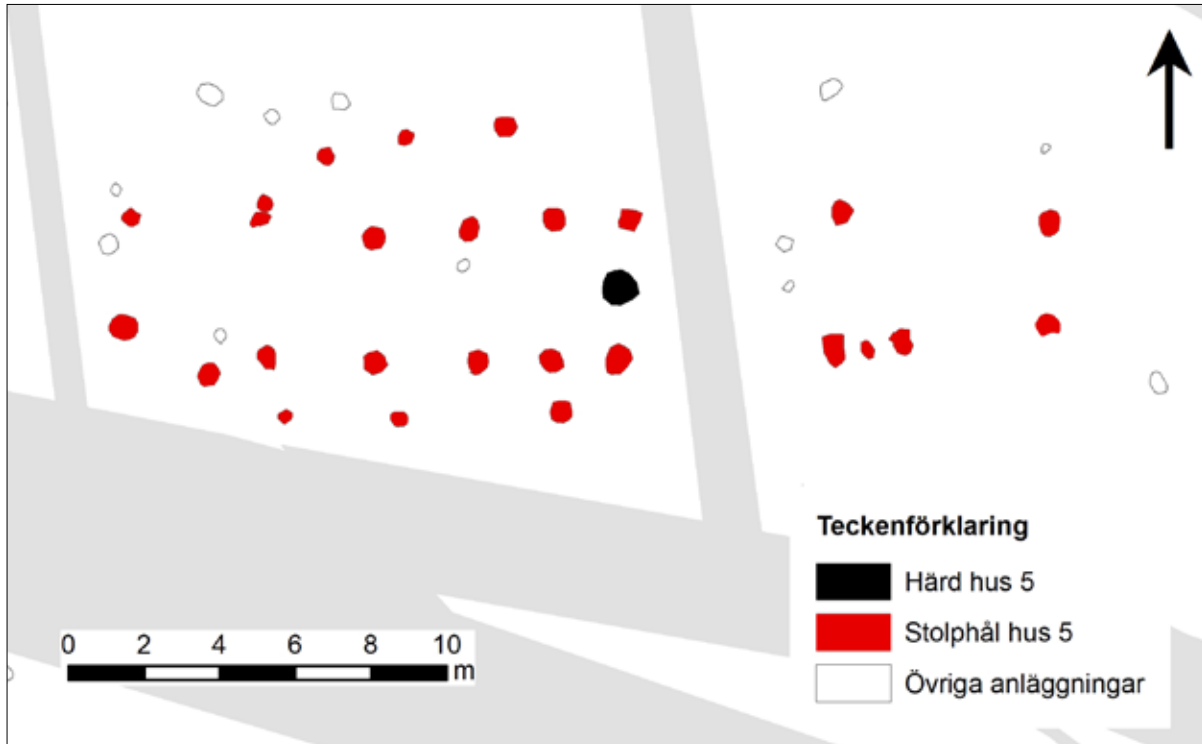 Teckenförklaring
Härd hus 5
Stolphål hus 5
Övriga anläggningar
0 2 4 6 8 10
m